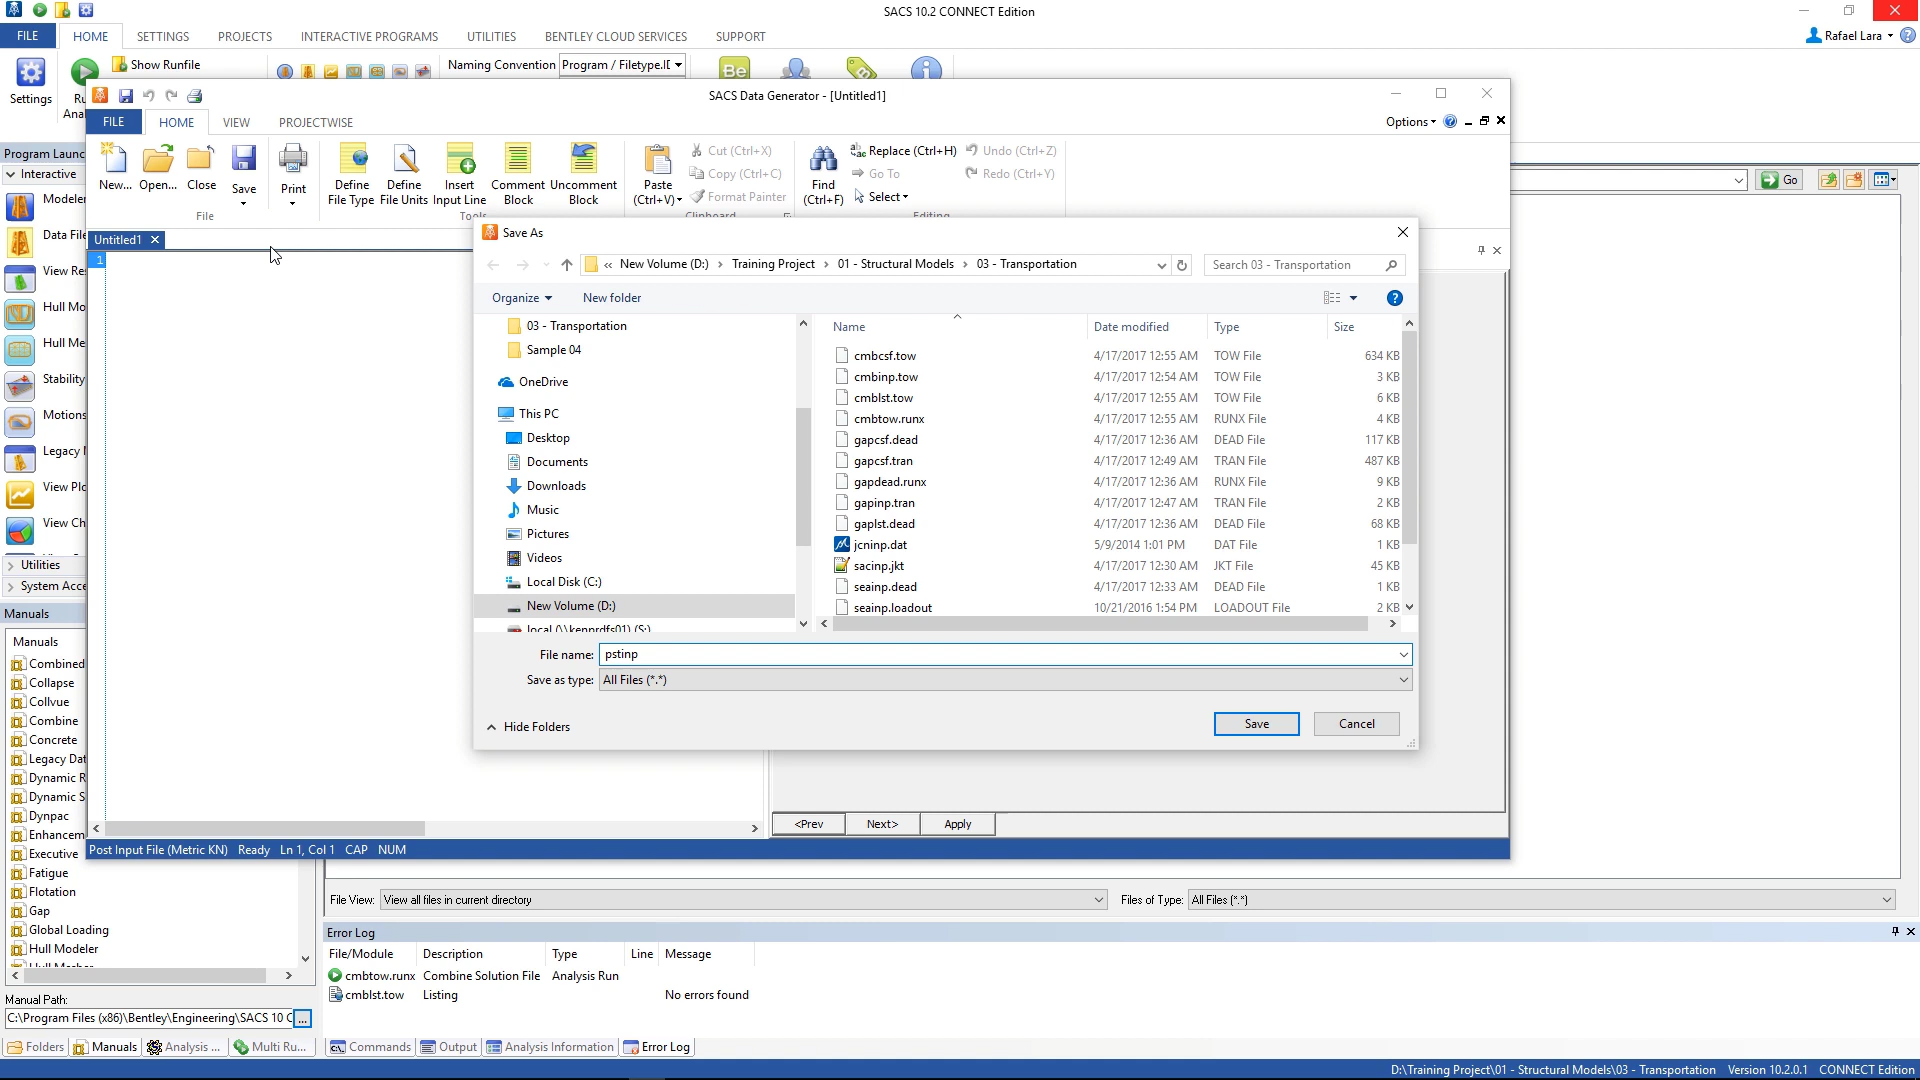 SACS 10.2 CONNECT Edition
FILE HOME SETTINGS PROJECTS INTERACTIVE PROGRAMS UTILITIES BENTLEY CLOUD SERVICES SUPPORT
Rafael Lara
Settings
Show Runfile
Naming Convention Program / Filetype.IC
SACS Data Generator - [Untitled1]
FILE HOME VIEW PROJECTWISE
Options
New... Open... Close Save Print
Define File Type
Define File Units
Insert Input Line
Comment Block
Uncomment Block
Paste (Ctrl+V)
Cut (Ctrl+X)
Copy (Ctrl+C)
Format Painter
Find (Ctrl+F)
Replace (Ctrl+H)
Go To
Select
Undo (Ctrl+Z)
Redo (Ctrl+Y)
File Tools Clipboard Editing
Go
Program Launc
Interactive
Modeler
Data File
View Re
Hull Mo
Hull Me
Stability
Motions
Legacy
View Plo
View Ch
Utilities
System Acce
Untitled1
1
Save As
« New Volume (D:) › Training Project › 01 - Structural Models › 03 - Transportation
Search 03 - Transportation
Organize New folder
03 - Transportation
Sample 04
OneDrive
This PC
Desktop
Documents
Downloads
Music
Pictures
Videos
Local Disk (C:)
New Volume (D:)
local (\\kenprdfs01) (S:)
Name Date modified Type Size
cmbcsf.tow 4/17/2017 12:55 AM TOW File 634 KB
cmbinp.tow 4/17/2017 12:54 AM TOW File 3 KB
cmblst.tow 4/17/2017 12:55 AM TOW File 6 KB
cmbtow.runx 4/17/2017 12:55 AM RUNX File 4 KB
gapcsf.dead 4/17/2017 12:36 AM DEAD File 117 KB
gapcsf.tran 4/17/2017 12:49 AM TRAN File 487 KB
gapdead.runx 4/17/2017 12:36 AM RUNX File 9 KB
gapinp.tran 4/17/2017 12:47 AM TRAN File 2 KB
gaplst.dead 4/17/2017 12:36 AM DEAD File 68 KB
jcninp.dat 5/9/2014 1:01 PM DAT File 1 KB
sacinp.jkt 4/17/2017 12:30 AM JKT File 45 KB
seainp.dead 4/17/2017 12:33 AM DEAD File 1 KB
seainp.loadout 10/21/2016 1:54 PM LOADOUT File 2 KB
File name: pstinp
Save as type: All Files (*.*)
Hide Folders
Save Cancel
<Prev Next> Apply
Post Input File (Metric KN) Ready Ln 1, Col 1 CAP NUM
Manuals
Manuals
Combined
Collapse
Collvue
Combine
Concrete
Legacy Dat
Dynamic R
Dynamic S
Dynpac
Enhancem
Executive
Fatigue
Flotation
Gap
Global Loading
Hull Modeler
Hull Mesher
Manual Path:
C:\Program Files (x86)\Bentley\Engineering\SACS 10 C ...
Folders Manuals Analysis ... Multi Ru...
File View: View all files in current directory Files of Type: All Files (*.*)
Error Log
File/Module Description Type Line Message
cmbtow.runx Combine Solution File Analysis Run
cmblst.tow Listing No errors found
Commands Output Analysis Information Error Log
D:\Training Project\01 - Structural Models\03 - Transportation Version 10.2.0.1 CONNECT Edition